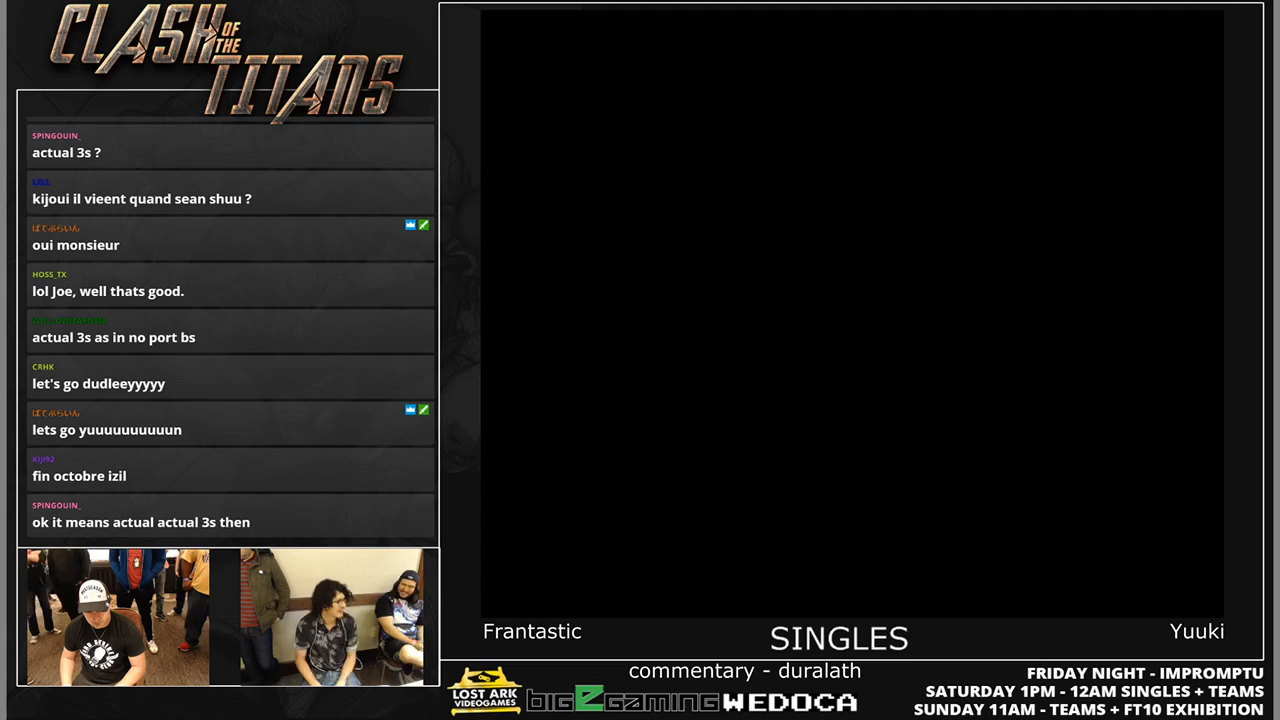 CLASH OF THE TITANS
SPINGOUIN_
actual 3s ?
kijoui il vieent quand sean shuu ?
ぱてぶらいん
oui monsieur
HOSS_TX
lol Joe, well thats good.
actual 3s as in no port bs
CRHK
let's go dudleeyyyyy
ぱてぶらいん
lets go yuuuuuuuuuun
KIJI92
fin octobre izil
SPINGOUIN_
ok it means actual actual 3s then
Frantastic
SINGLES
Yuuki
commentary - duralath
LOST ARK
VIDEOGAMES
bigEgaming
WEDOCA
FRIDAY NIGHT - IMPROMPTU
SATURDAY 1PM - 12AM SINGLES + TEAMS
SUNDAY 11AM - TEAMS + FT10 EXHIBITION